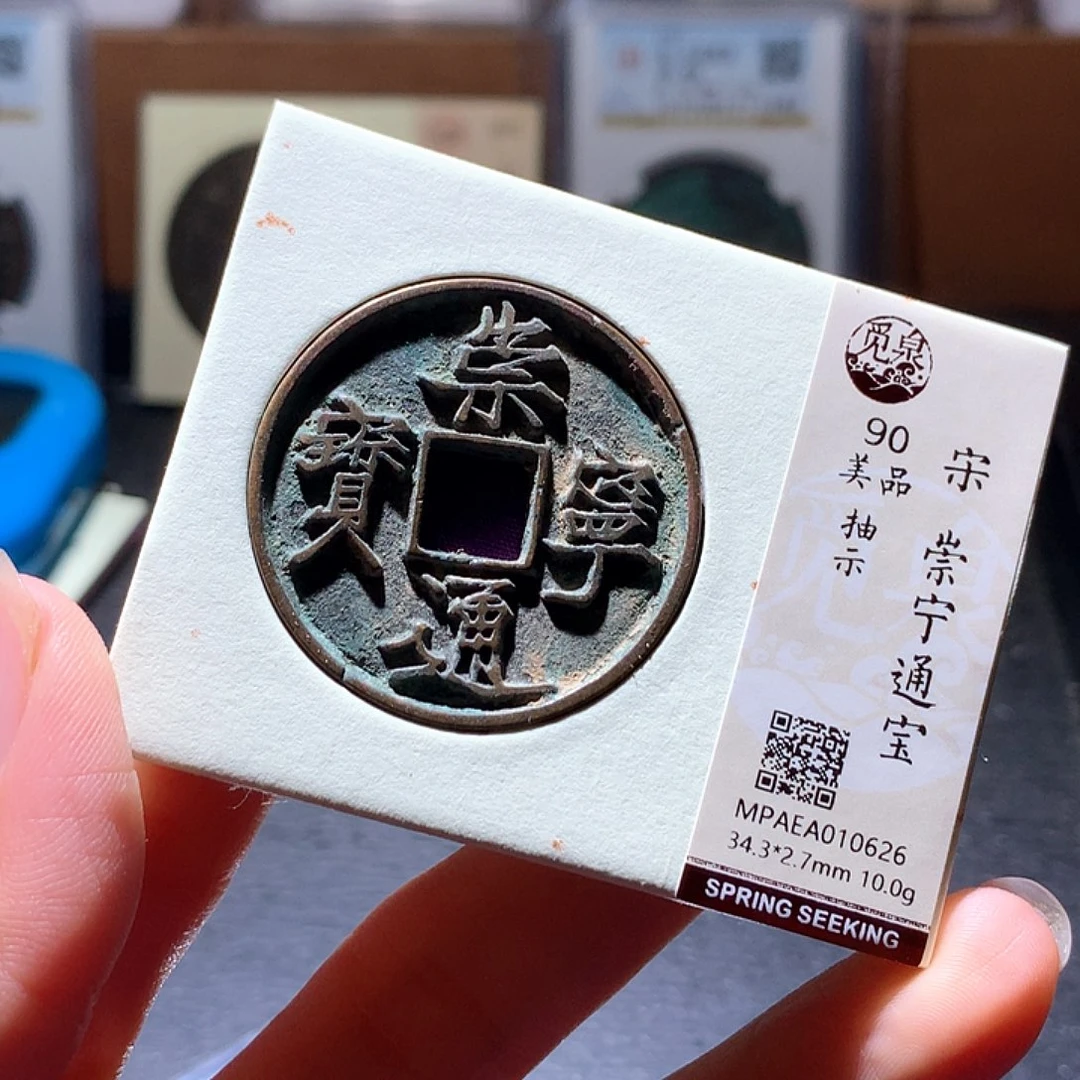 崇
寧
通
寶
觅泉
90
美品
抽示
宋
崇宁通宝
MPAEA010626
34.3*2.7mm 10.0g
SPRING SEEKING